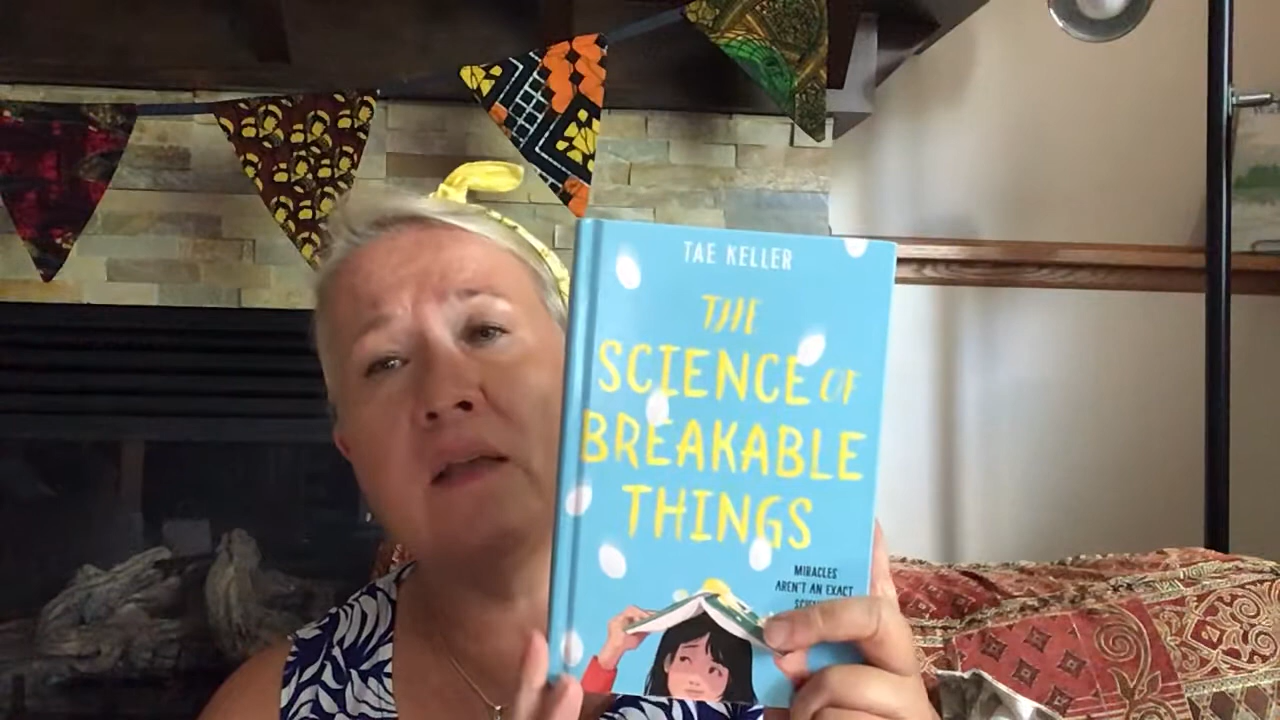 TAE KELLER
THE
SCIENCE OF
BREAKABLE
THINGS
MIRACLES
AREN'T AN EXACT